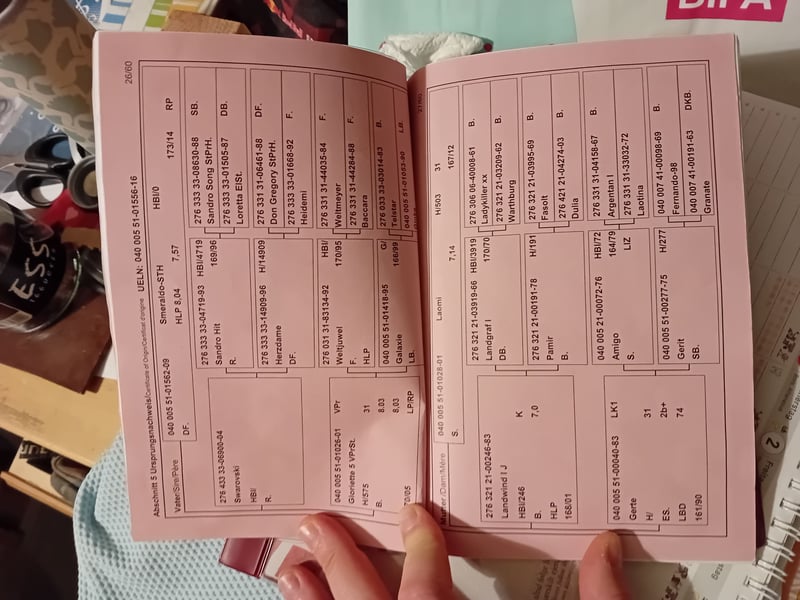 Abschnitt 5 Ursprungsnachweis/Certificate of Origin/Certificat d'origine UELN: 040 005 51-01556-16 26/60
Vater/Sire/Père
040 005 51-01562-09 Smeraldo-STH HBI/0
DF. HLP 8,04 7,57 173/14 RP
276 433 33-06900-04
Swarovski
HBI/
R.
276 333 33-04719-93 HBI/4719
Sandro Hit 169/96
R.
276 333 33-08630-88 SB.
Sandro Song StPrH.
276 333 33-01505-87 DB.
Loretta ElSt.
276 333 33-14909-96 H/14909
Herzdame
DF.
276 331 31-06461-88 DF.
Don Gregory StPrH.
276 333 33-01668-92 F.
Heidemi
040 005 51-01026-01 VPr
Gloriette 5 VPrSt.
H/575 31
B. 8,03
8,03
LP/RP
276 031 31-83134-92 HBI/
Weltjuwel 170/95
F.
HLP
276 331 31-44035-84 F.
Weltmeyer
276 331 31-44284-88 F.
Baccara
040 005 51-01418-95 G/
Galaxie 166/99
LB.
276 033 33-03014-83 B.
Telster
LB.
Mutter/Dam/Mère
040 005 51-01028-01 Laomi H/503 31
S. 7,14 167/12
276 321 21-00246-83
Landwind I J
HBI/246 K
B. 7,0
HLP
168/01
276 321 21-03919-66 HBI/3919
Landgraf I 170/70
DB.
276 306 06-40008-61 B.
Ladykiller xx
276 321 21-03209-62 B.
Warthburg
276 321 21-00191-78 H/191
Pamir
B.
276 321 21-03995-69 B.
Fasolt
276 421 21-04274-03 B.
Dulia
040 005 51-00040-83 LK1
Gerte
H/ 31
ES. 2b+
LBD 74
161/90
040 005 21-00072-76 HBI/72
Amigo 164/79
S. LIZ
276 331 31-04158-67 B.
Argentan I
276 331 31-33022-72 B.
Laotina
040 005 51-00277-75 H/277
Gerit
SB.
040 007 41-00098-69 B.
Fernando-98
040 007 41-00191-63 DKB.
Granate
Ess
2